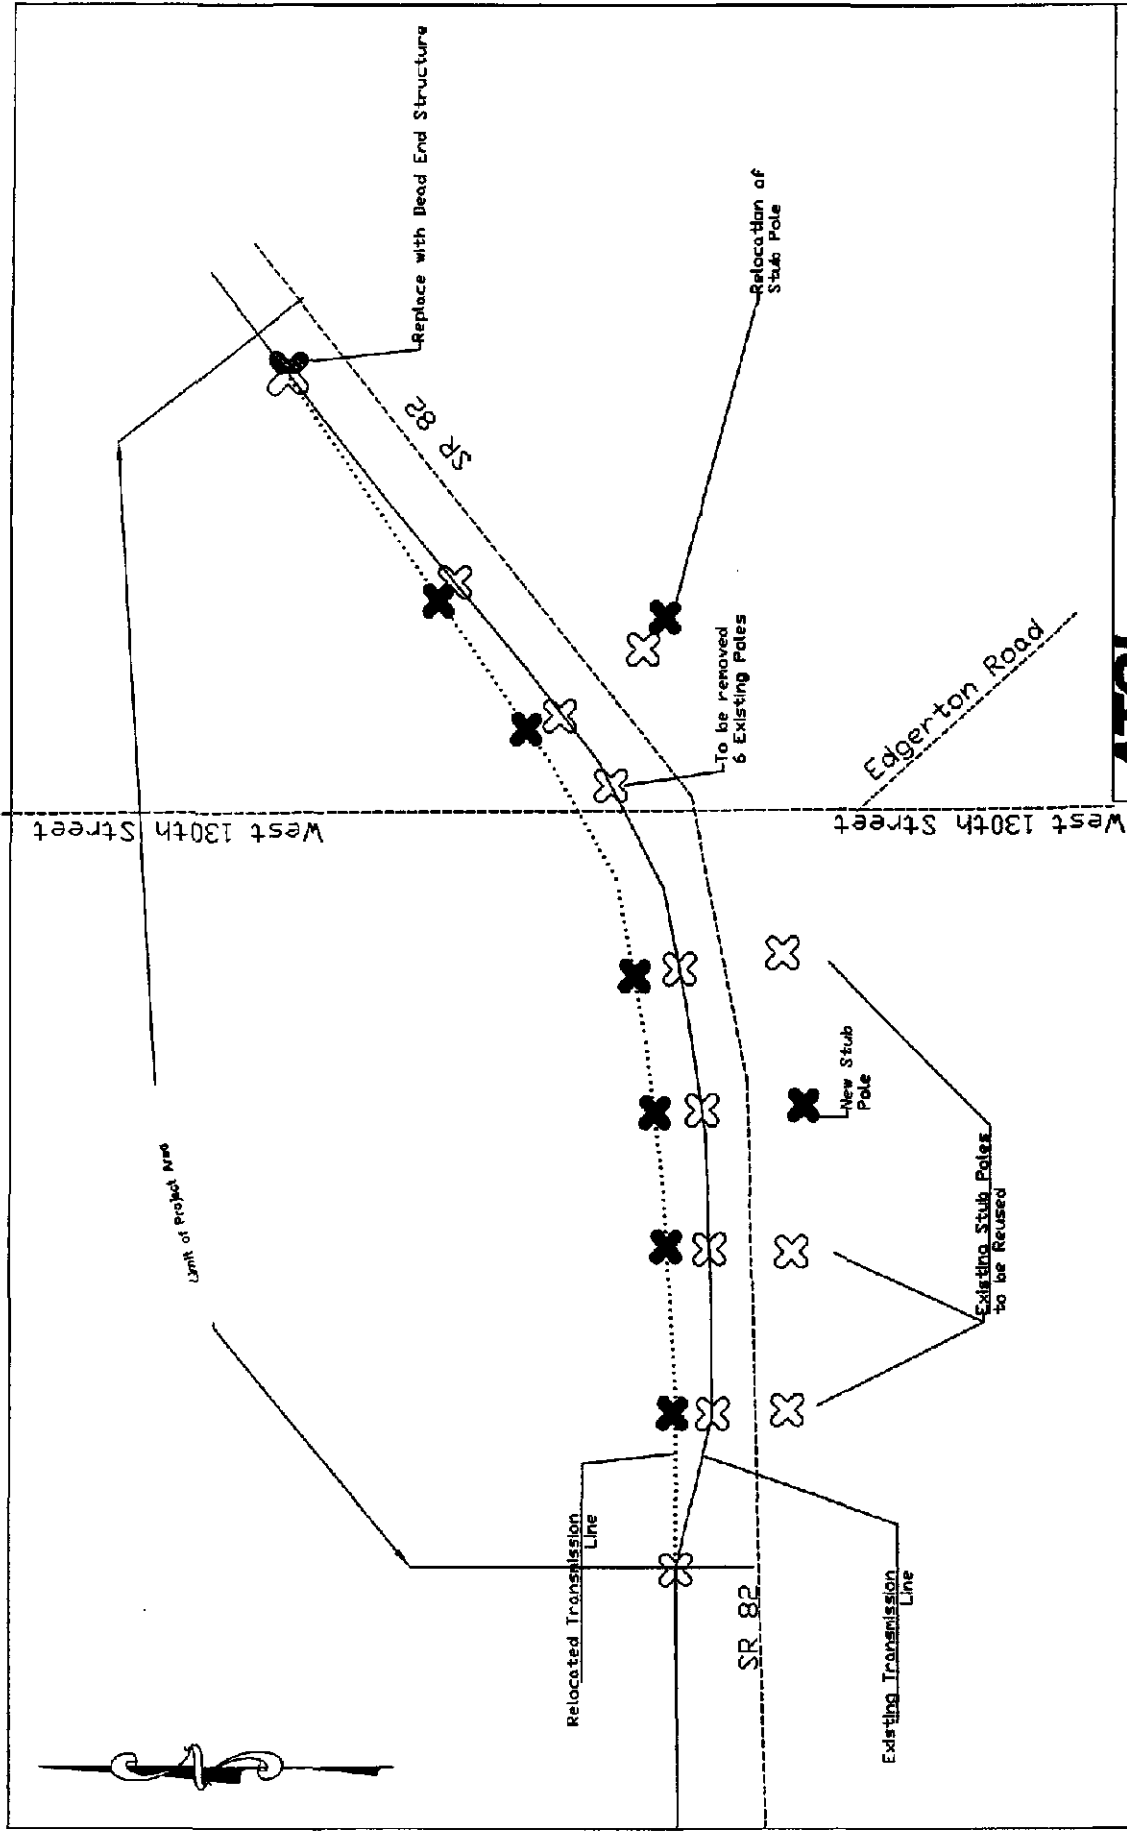 Replace with Dead End Structure
SR 82
Relocation of
Stub Pole
To be removed
6 Existing Poles
Edgerton Road
West 130th Street
West 130th Street
Limit of Project Area
New Stub
Pole
Existing Stub Poles
to be Reused
Relocated Transmission
Line
SR 82
Existing Transmission
Line